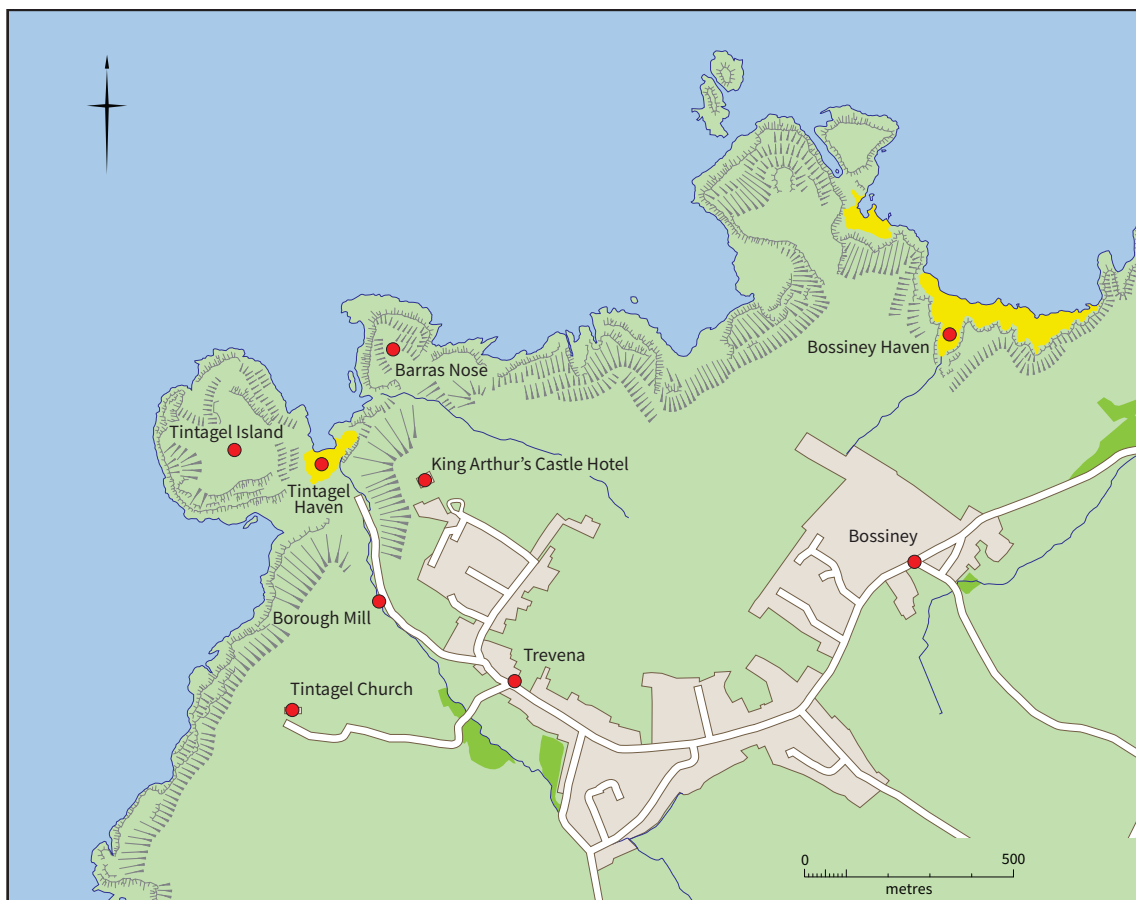 Bossiney Haven
Barras Nose
Tintagel Island
King Arthur's Castle Hotel
Tintagel
Haven
Bossiney
Borough Mill
Trevena
Tintagel Church
0 500
metres